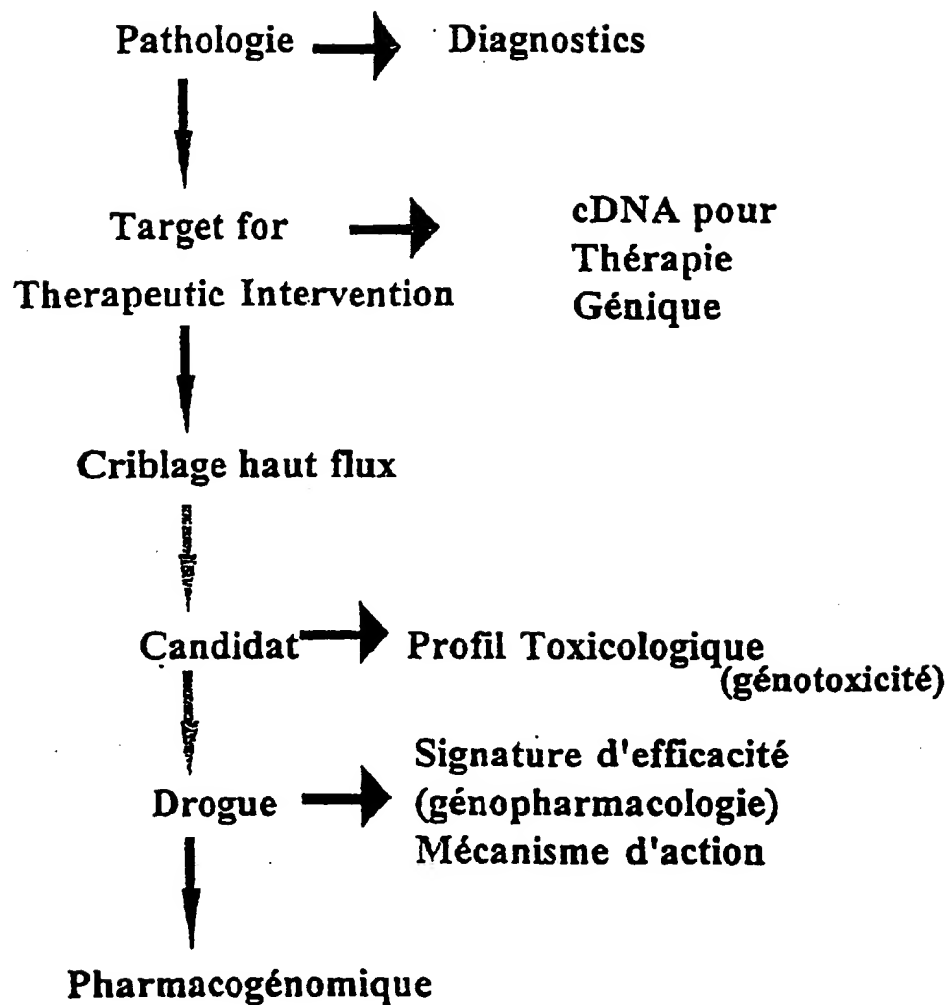 Pathologie
Diagnostics
Target for
Therapeutic Intervention
cDNA pour
Thérapie
Génique
Criblage haut flux
Candidat
Profil Toxicologique
(génotoxicité)
Drogue
Signature d'efficacité
(génopharmacologie)
Mécanisme d'action
Pharmacogénomique